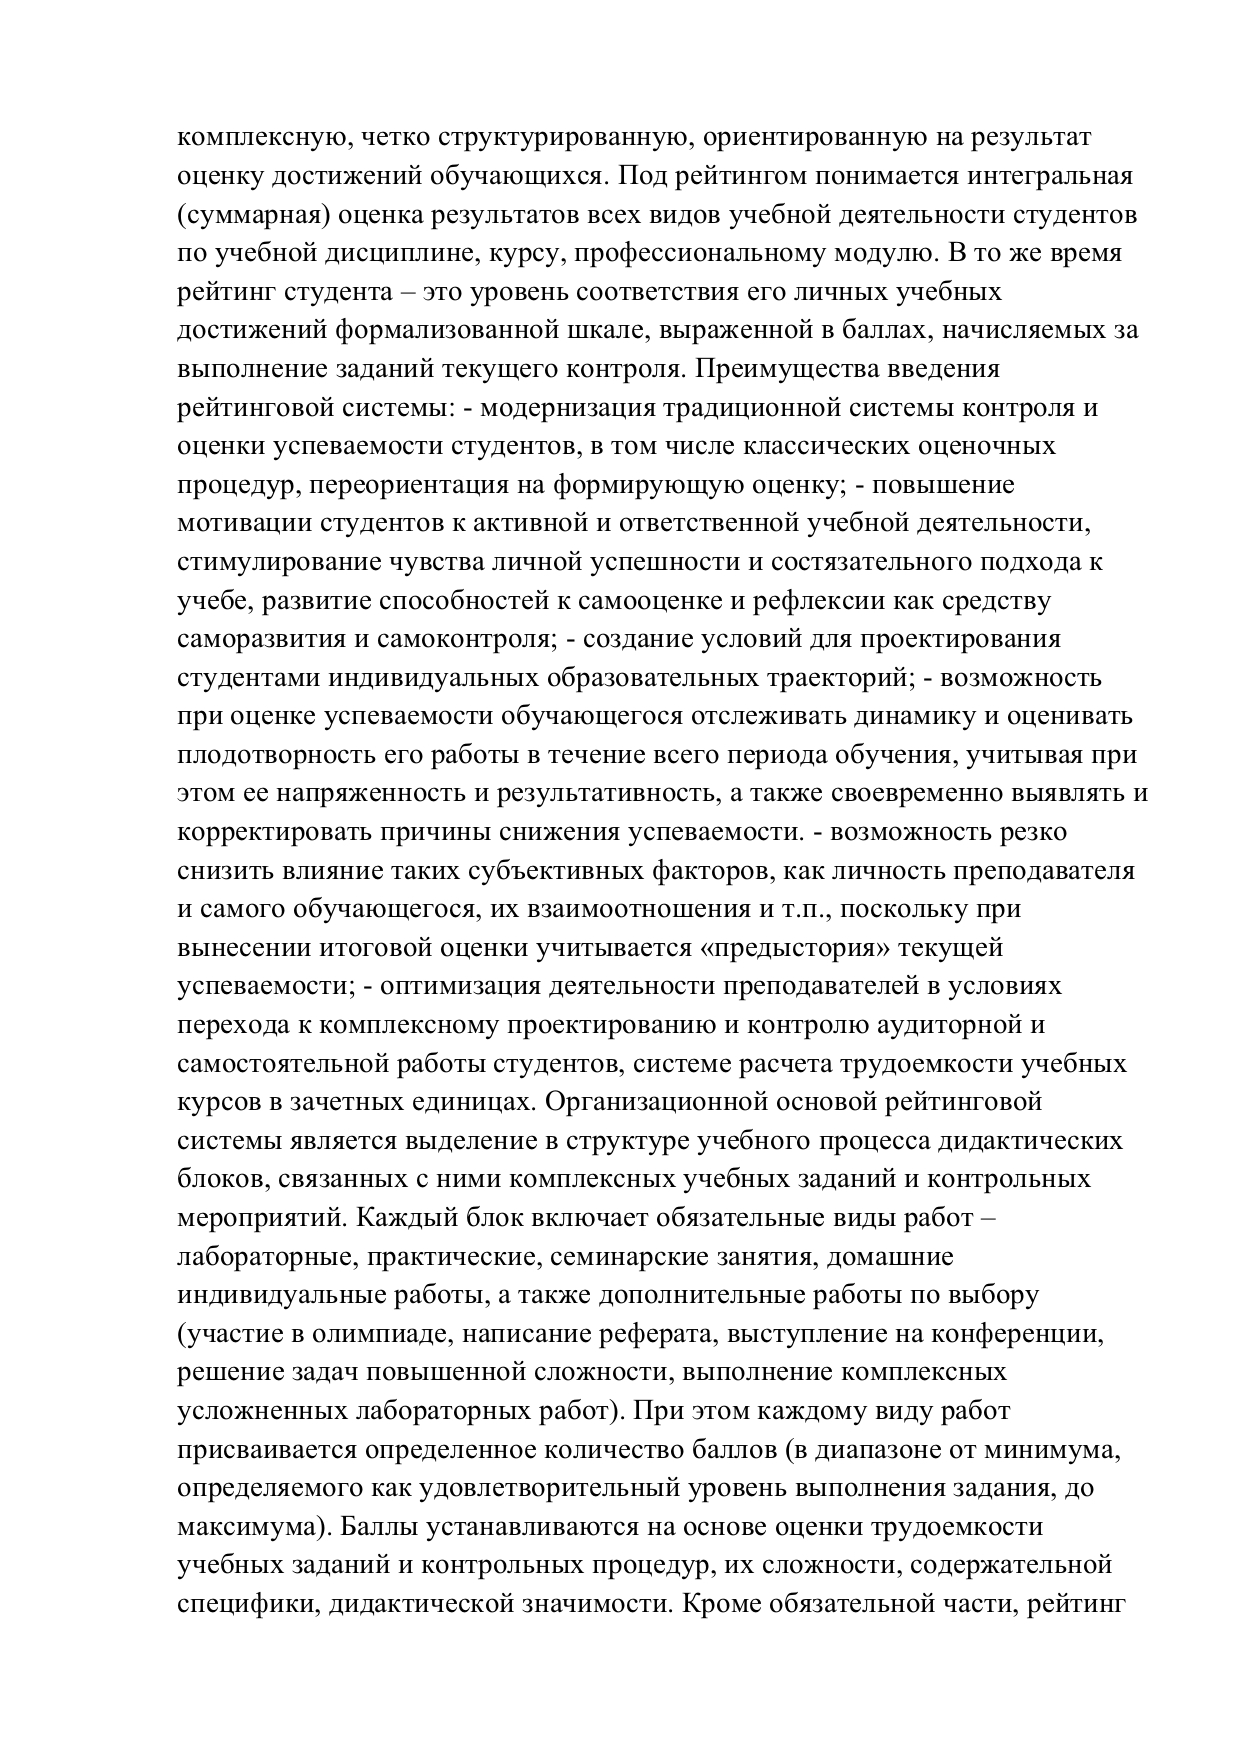 комплексную, четко структурированную, ориентированную на результат
оценку достижений обучающихся. Под рейтингом понимается интегральная
(суммарная) оценка результатов всех видов учебной деятельности студентов
по учебной дисциплине, курсу, профессиональному модулю. В то же время
рейтинг студента – это уровень соответствия его личных учебных
достижений формализованной шкале, выраженной в баллах, начисляемых за
выполнение заданий текущего контроля. Преимущества введения
рейтинговой системы: - модернизация традиционной системы контроля и
оценки успеваемости студентов, в том числе классических оценочных
процедур, переориентация на формирующую оценку; - повышение
мотивации студентов к активной и ответственной учебной деятельности,
стимулирование чувства личной успешности и состязательного подхода к
учебе, развитие способностей к самооценке и рефлексии как средству
саморазвития и самоконтроля; - создание условий для проектирования
студентами индивидуальных образовательных траекторий; - возможность
при оценке успеваемости обучающегося отслеживать динамику и оценивать
плодотворность его работы в течение всего периода обучения, учитывая при
этом ее напряженность и результативность, а также своевременно выявлять и
корректировать причины снижения успеваемости. - возможность резко
снизить влияние таких субъективных факторов, как личность преподавателя
и самого обучающегося, их взаимоотношения и т.п., поскольку при
вынесении итоговой оценки учитывается «предыстория» текущей
успеваемости; - оптимизация деятельности преподавателей в условиях
перехода к комплексному проектированию и контролю аудиторной и
самостоятельной работы студентов, системе расчета трудоемкости учебных
курсов в зачетных единицах. Организационной основой рейтинговой
системы является выделение в структуре учебного процесса дидактических
блоков, связанных с ними комплексных учебных заданий и контрольных
мероприятий. Каждый блок включает обязательные виды работ –
лабораторные, практические, семинарские занятия, домашние
индивидуальные работы, а также дополнительные работы по выбору
(участие в олимпиаде, написание реферата, выступление на конференции,
решение задач повышенной сложности, выполнение комплексных
усложненных лабораторных работ). При этом каждому виду работ
присваивается определенное количество баллов (в диапазоне от минимума,
определяемого как удовлетворительный уровень выполнения задания, до
максимума). Баллы устанавливаются на основе оценки трудоемкости
учебных заданий и контрольных процедур, их сложности, содержательной
специфики, дидактической значимости. Кроме обязательной части, рейтинг